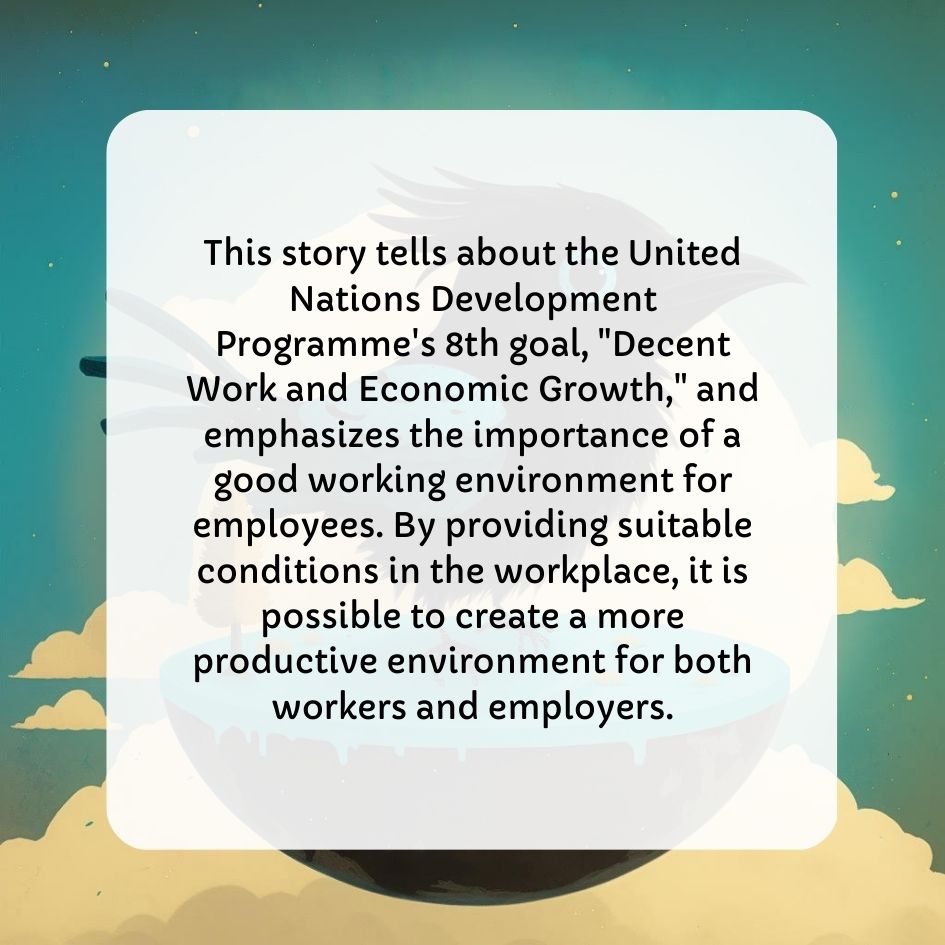 This story tells about the United
Nations Development
Programme's 8th goal, "Decent
Work and Economic Growth," and
emphasizes the importance of a
good working environment for
employees. By providing suitable
conditions in the workplace, it is
possible to create a more
productive environment for both
workers and employers.